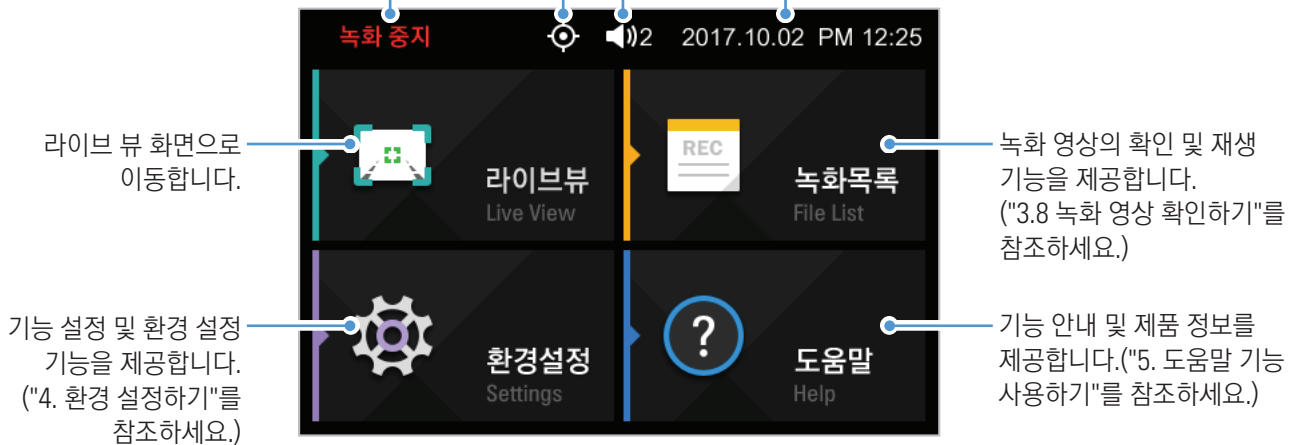 녹화 중지 2 2017.10.02 PM 12:25
라이브 뷰 화면으로
이동합니다.
라이브뷰
Live View
REC
녹화목록
File List
녹화 영상의 확인 및 재생
기능을 제공합니다.
("3.8 녹화 영상 확인하기"를
참조하세요.)
기능 설정 및 환경 설정
기능을 제공합니다.
("4. 환경 설정하기"를
참조하세요.)
환경설정
Settings
?
도움말
Help
기능 안내 및 제품 정보를
제공합니다.("5. 도움말 기능
사용하기"를 참조하세요.)